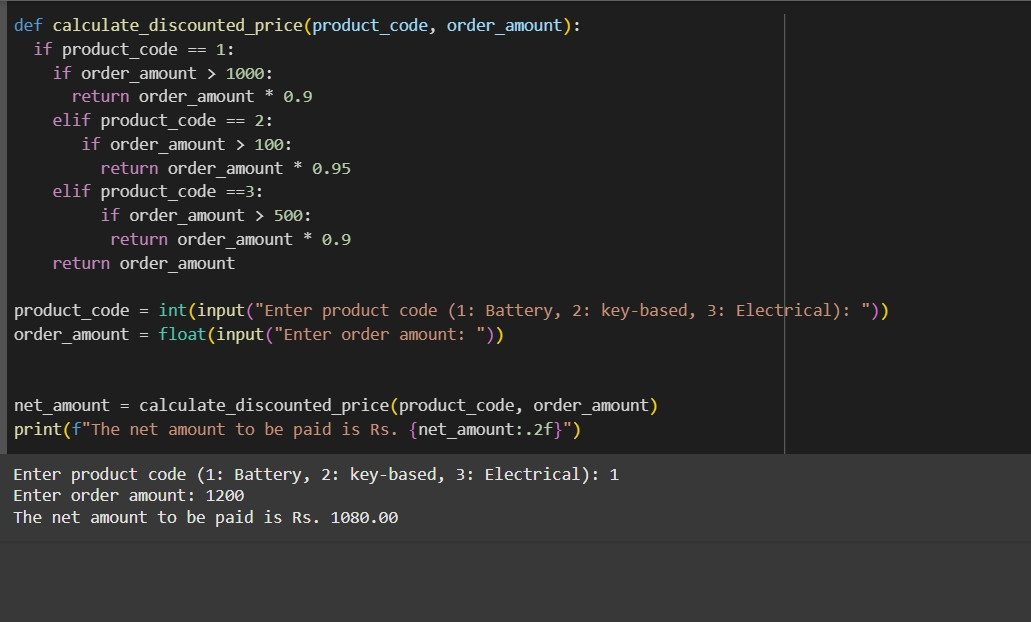 def calculate_discounted_price(product_code, order_amount):
  if product_code == 1:
    if order_amount > 1000:
      return order_amount * 0.9
    elif product_code == 2:
       if order_amount > 100:
         return order_amount * 0.95
    elif product_code ==3:
         if order_amount > 500:
          return order_amount * 0.9
    return order_amount

product_code = int(input("Enter product code (1: Battery, 2: key-based, 3: Electrical): "))
order_amount = float(input("Enter order amount: "))


net_amount = calculate_discounted_price(product_code, order_amount)
print(f"The net amount to be paid is Rs. {net_amount:.2f}")
Enter product code (1: Battery, 2: key-based, 3: Electrical): 1
Enter order amount: 1200
The net amount to be paid is Rs. 1080.00